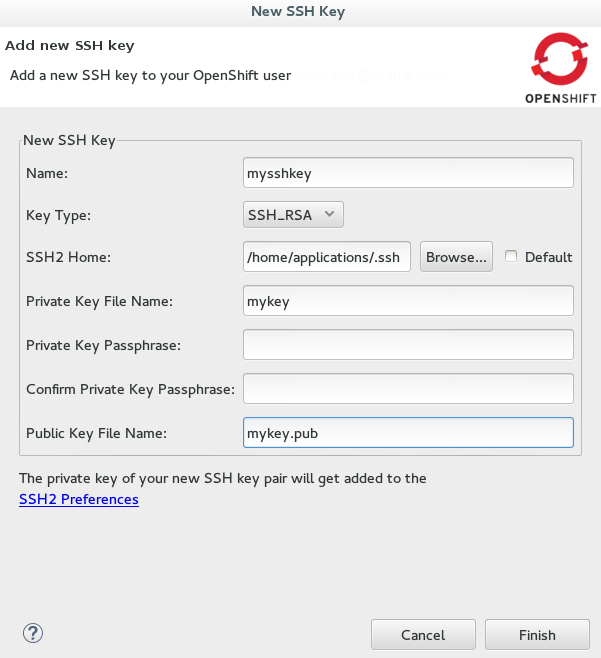 New SSH Key
Add new SSH key
Add a new SSH key to your OpenShift user
OPENSHIFT
New SSH Key
Name: mysshkey
Key Type: SSH_RSA
SSH2 Home: /home/applications/.ssh Browse... Default
Private Key File Name: mykey
Private Key Passphrase:
Confirm Private Key Passphrase:
Public Key File Name: mykey.pub
The private key of your new SSH key pair will get added to the
SSH2 Preferences
? Cancel Finish